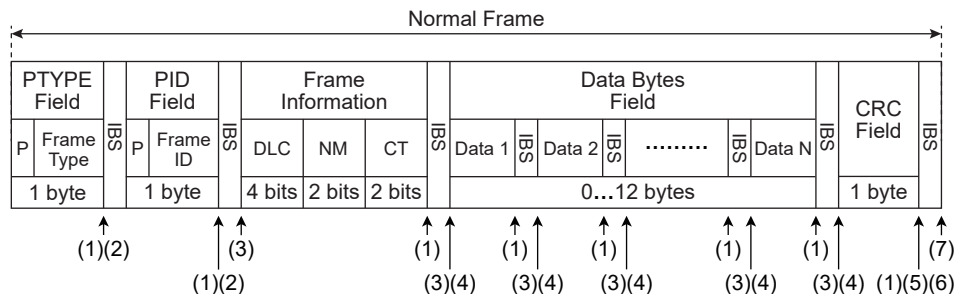 Normal Frame
PTYPE Field
IBS
PID Field
IBS
Frame Information
IBS
Data Bytes Field
IBS
CRC Field
IBS
P
Frame Type
P
Frame ID
DLC
NM
CT
Data 1
IBS
Data 2
IBS
.........
IBS
Data N
1 byte
1 byte
4 bits
2 bits
2 bits
0...12 bytes
1 byte
(1)(2)
(3)
(1)
(1)
(1)
(1)
(1)
(7)
(1)(2)
(3)(4)
(3)(4)
(3)(4)
(3)(4)
(3)(4)
(1)(5)(6)